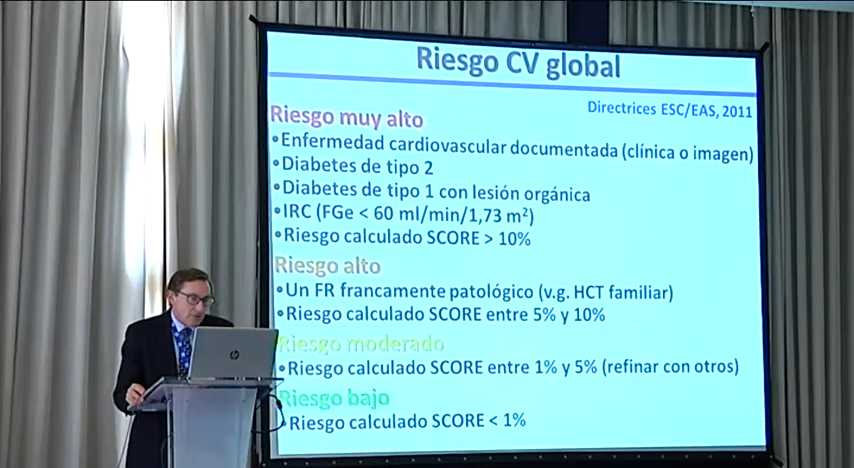 Riesgo CV global
Directrices ESC/EAS, 2011
Riesgo muy alto
•Enfermedad cardiovascular documentada (clínica o imagen)
•Diabetes de tipo 2
•Diabetes de tipo 1 con lesión orgánica
•IRC (FGe < 60 ml/min/1,73 m²)
•Riesgo calculado SCORE > 10%
Riesgo alto
•Un FR francamente patológico (v.g. HCT familiar)
•Riesgo calculado SCORE entre 5% y 10%
Riesgo moderado
•Riesgo calculado SCORE entre 1% y 5% (refinar con otros)
Riesgo bajo
•Riesgo calculado SCORE < 1%
hp